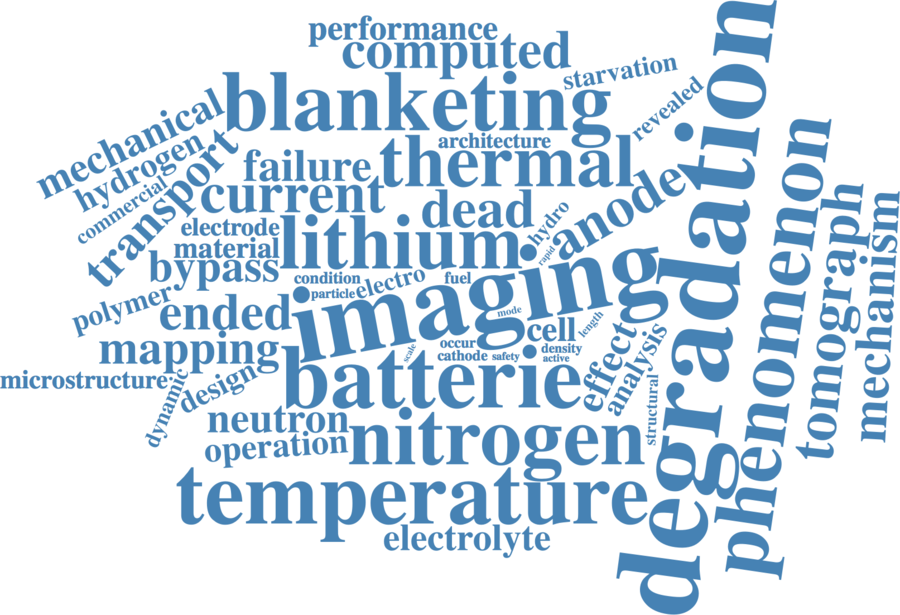 performance
computed
starvation
blanketing
revealed
degradation
mechanical
architecture
hydrogen
failure
thermal
transport
commercial
current
anode
phenomenon
dead
hydro
electrode
lithium
tomograph
mechanism
material
bypass
rapid
condition
electro
fuel
imaging
particle
polymer
ended
mode
length
cell
effect
mapping
occur
scale
density
analysis
cathode
safety
active
batterie
microstructure
design
dynamic
structural
neutron
nitrogen
operation
temperature
electrolyte